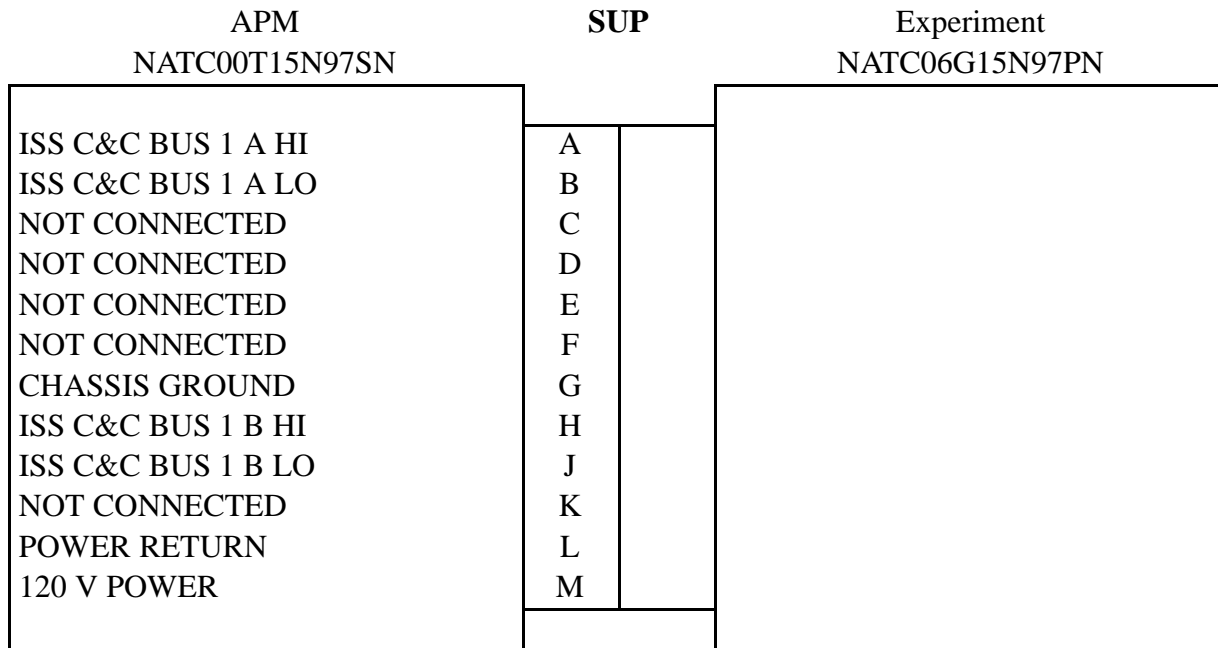 APM SUP Experiment
NATC00T15N97SN NATC06G15N97PN
ISS C&C BUS 1 A HI A
ISS C&C BUS 1 A LO B
NOT CONNECTED C
NOT CONNECTED D
NOT CONNECTED E
NOT CONNECTED F
CHASSIS GROUND G
ISS C&C BUS 1 B HI H
ISS C&C BUS 1 B LO J
NOT CONNECTED K
POWER RETURN L
120 V POWER M